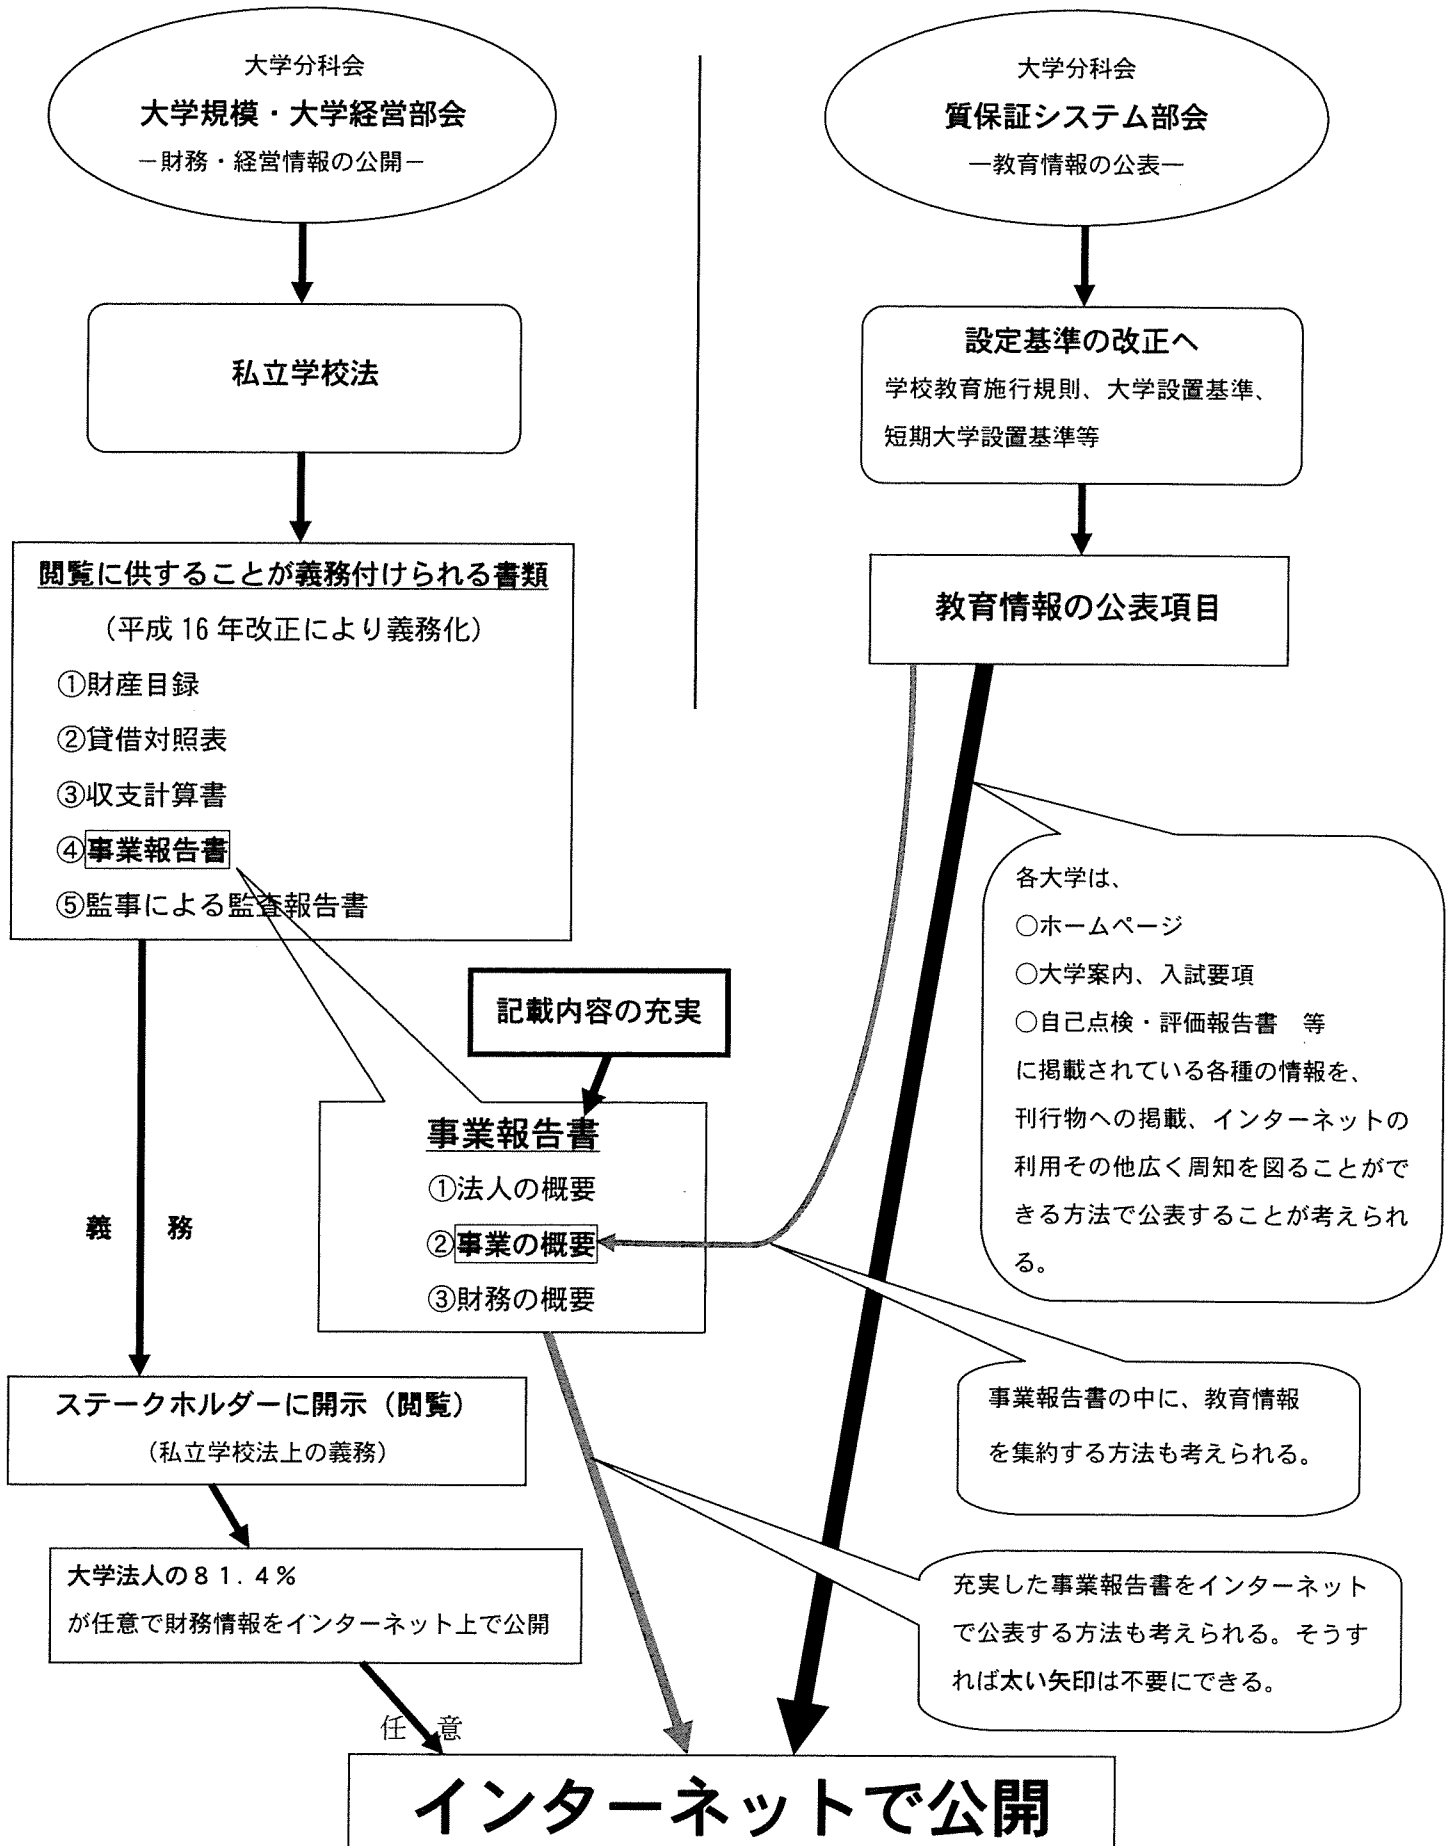 大学分科会
大学規模・大学経営部会
－財務・経営情報の公開－
私立学校法
閲覧に供することが義務付けられる書類
（平成 16 年改正により義務化）
①財産目録
②貸借対照表
③収支計算書
④事業報告書
⑤監事による監査報告書
義 務
記載内容の充実
事業報告書
①法人の概要
②事業の概要
③財務の概要
ステークホルダーに開示（閲覧）
（私立学校法上の義務）
大学法人の８１．４％
が任意で財務情報をインターネット上で公開
任 意
大学分科会
質保証システム部会
―教育情報の公表―
設定基準の改正へ
学校教育施行規則、大学設置基準、
短期大学設置基準等
教育情報の公表項目
各大学は、
○ホームページ
○大学案内、入試要項
○自己点検・評価報告書　等
に掲載されている各種の情報を、
刊行物への掲載、インターネットの
利用その他広く周知を図ることがで
きる方法で公表することが考えられ
る。
事業報告書の中に、教育情報
を集約する方法も考えられる。
充実した事業報告書をインターネット
で公表する方法も考えられる。そうす
れば太い矢印は不要にできる。
インターネットで公開